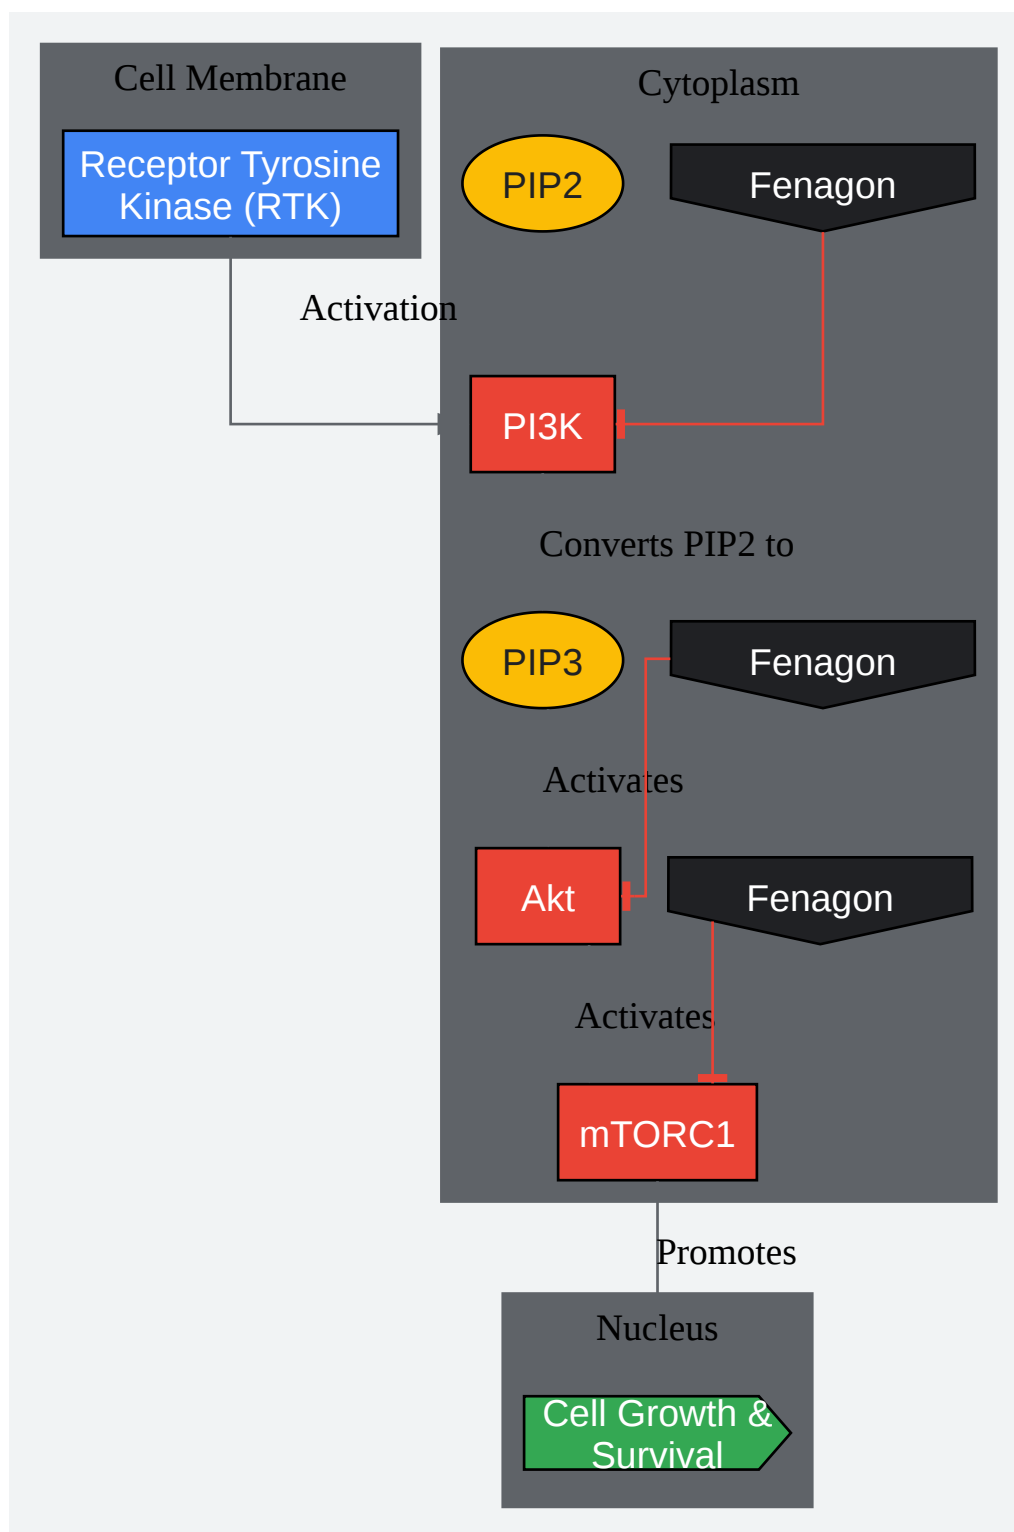 Cell Membrane
Receptor Tyrosine
Kinase (RTK)
Cytoplasm
PIP2
Fenagon
Activation
PI3K
Converts PIP2 to
PIP3
Fenagon
Activates
Akt
Fenagon
Activates
mTORC1
Promotes
Nucleus
Cell Growth &
Survival